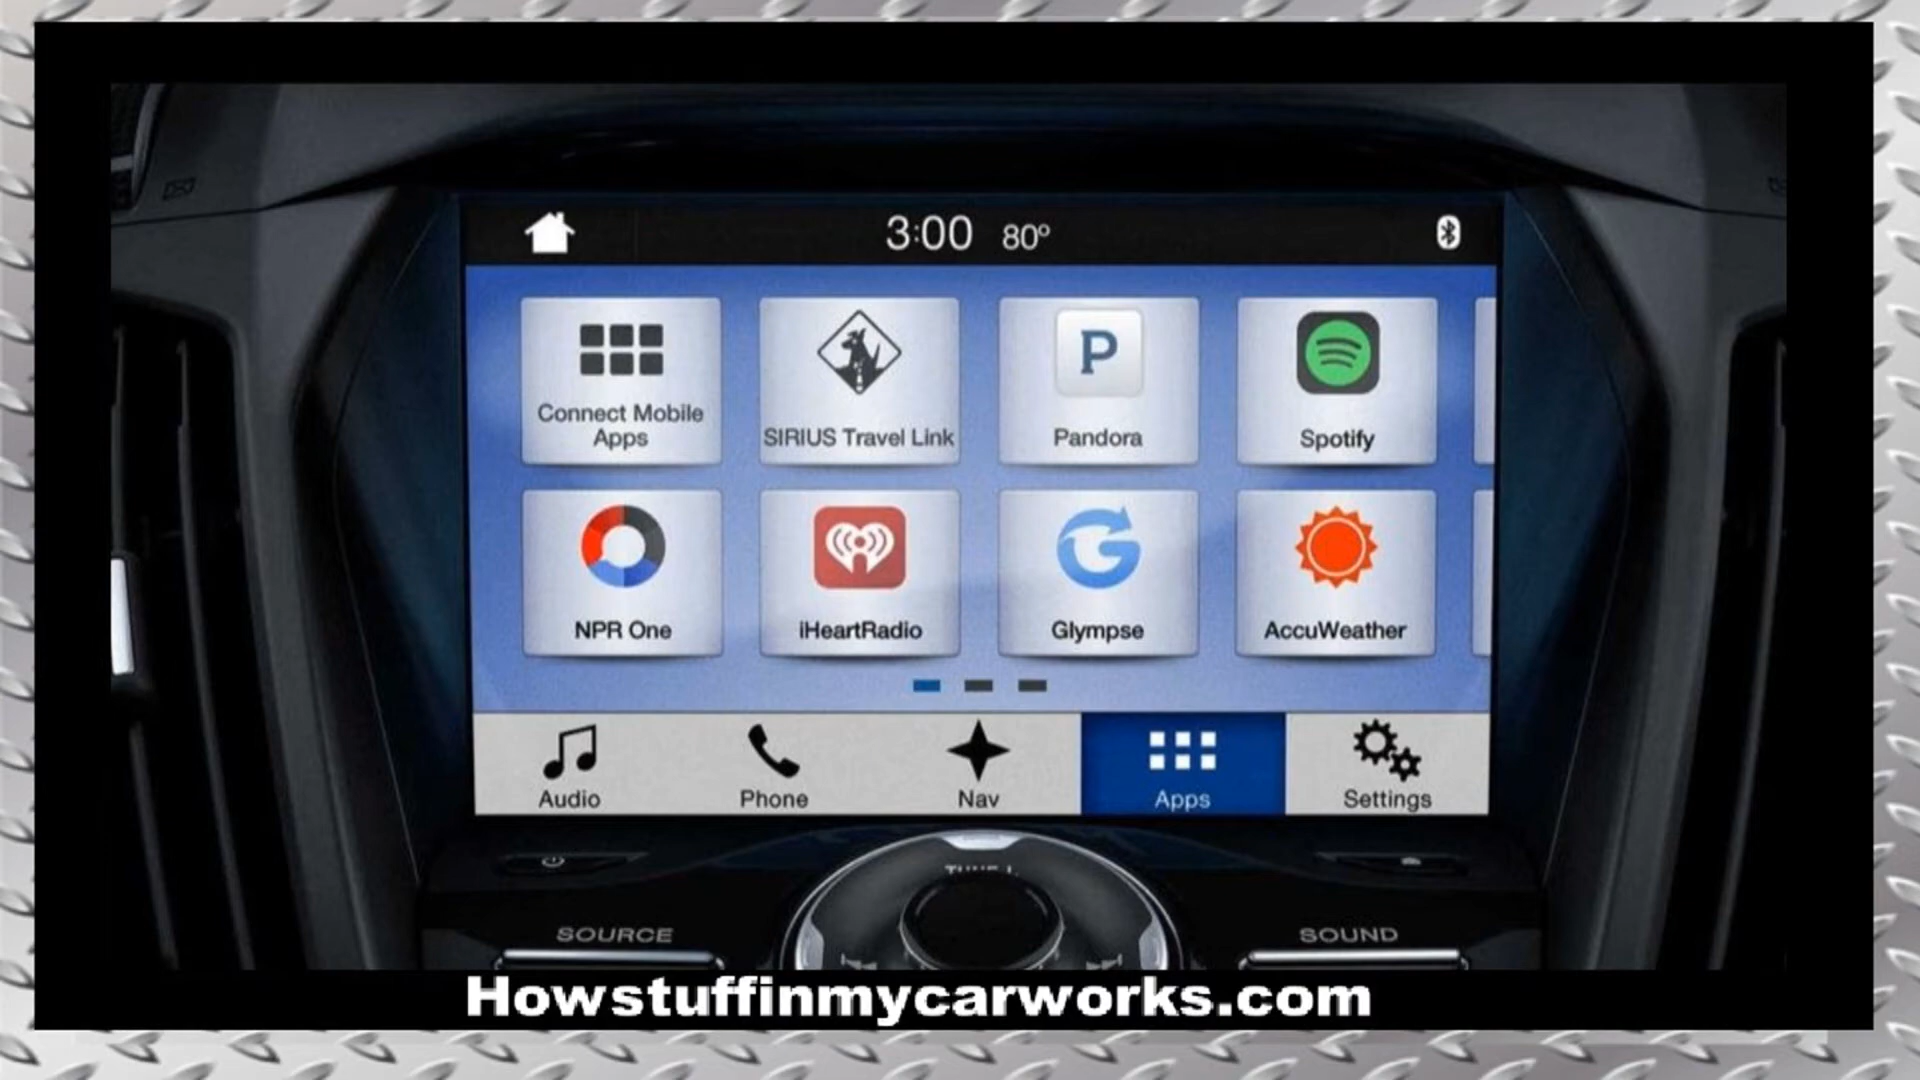 3:00 80°
Connect Mobile
Apps
SIRIUS Travel Link
P
Pandora
Spotify
NPR One
iHeartRadio
G
Glympse
AccuWeather
Audio
Phone
Nav
Apps
Settings
SOURCE
SOUND
Howstuffinmycarworks.com